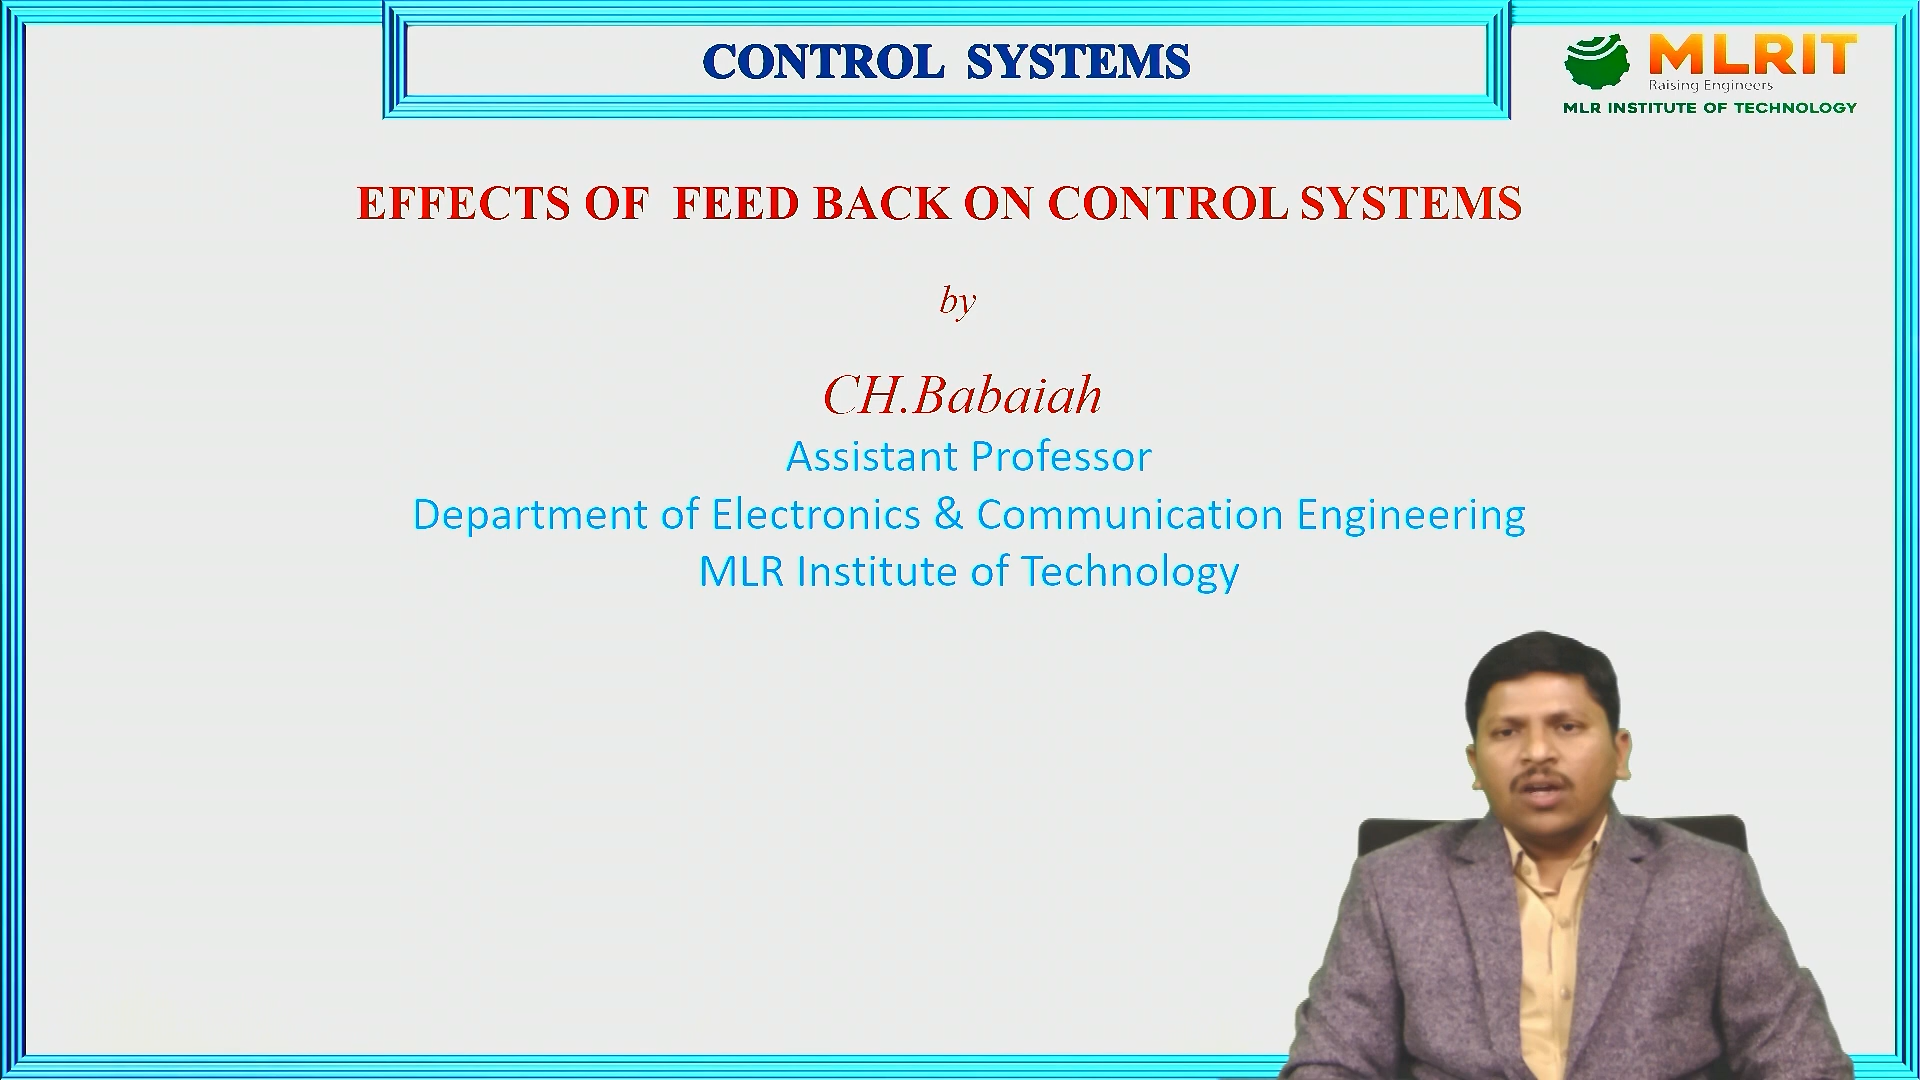 CONTROL SYSTEMS
MLRIT
Raising Engineers
MLR INSTITUTE OF TECHNOLOGY
EFFECTS OF FEED BACK ON CONTROL SYSTEMS
by
CH.Babaiah
Assistant Professor
Department of Electronics & Communication Engineering
MLR Institute of Technology